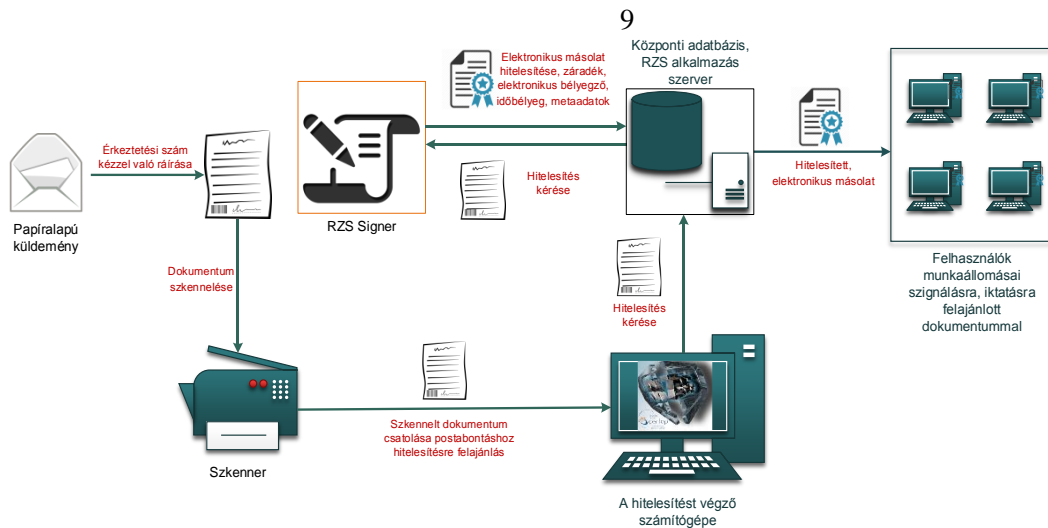 9
Központi adatbázis,
RZS alkalmazás
szerver
Elektronikus másolat
hitelesítése, záradék,
elektronikus bélyegző,
időbélyeg, metaadatok
Érkeztetési szám
kézzel való ráírása
Hitelesítés
kérése
Hitelesített,
elektronikus másolat
Papíralapú
küldemény
RZS Signer
Dokumentum
szkennelése
Hitelesítés
kérése
Felhasználók
munkaállomásai
szignálásra, iktatásra
felajánlott
dokumentummal
Szkennelt dokumentum
csatolása postabontáshoz
hitelesítésre felajánlás
Szkenner
A hitelesítést végző
számítógépe